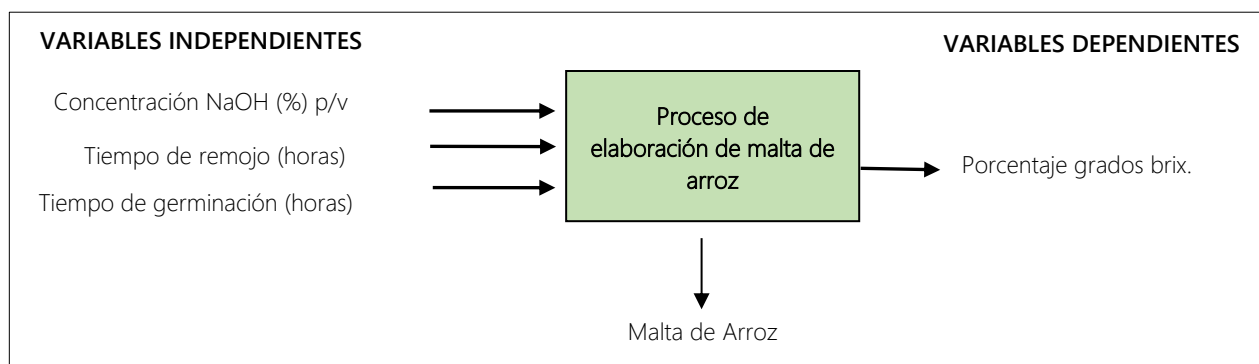 VARIABLES INDEPENDIENTES
VARIABLES DEPENDIENTES
Concentración NaOH (%) p/v
Tiempo de remojo (horas)
Tiempo de germinación (horas)
Proceso de
elaboración de malta de
arroz
Porcentaje grados brix.
Malta de Arroz